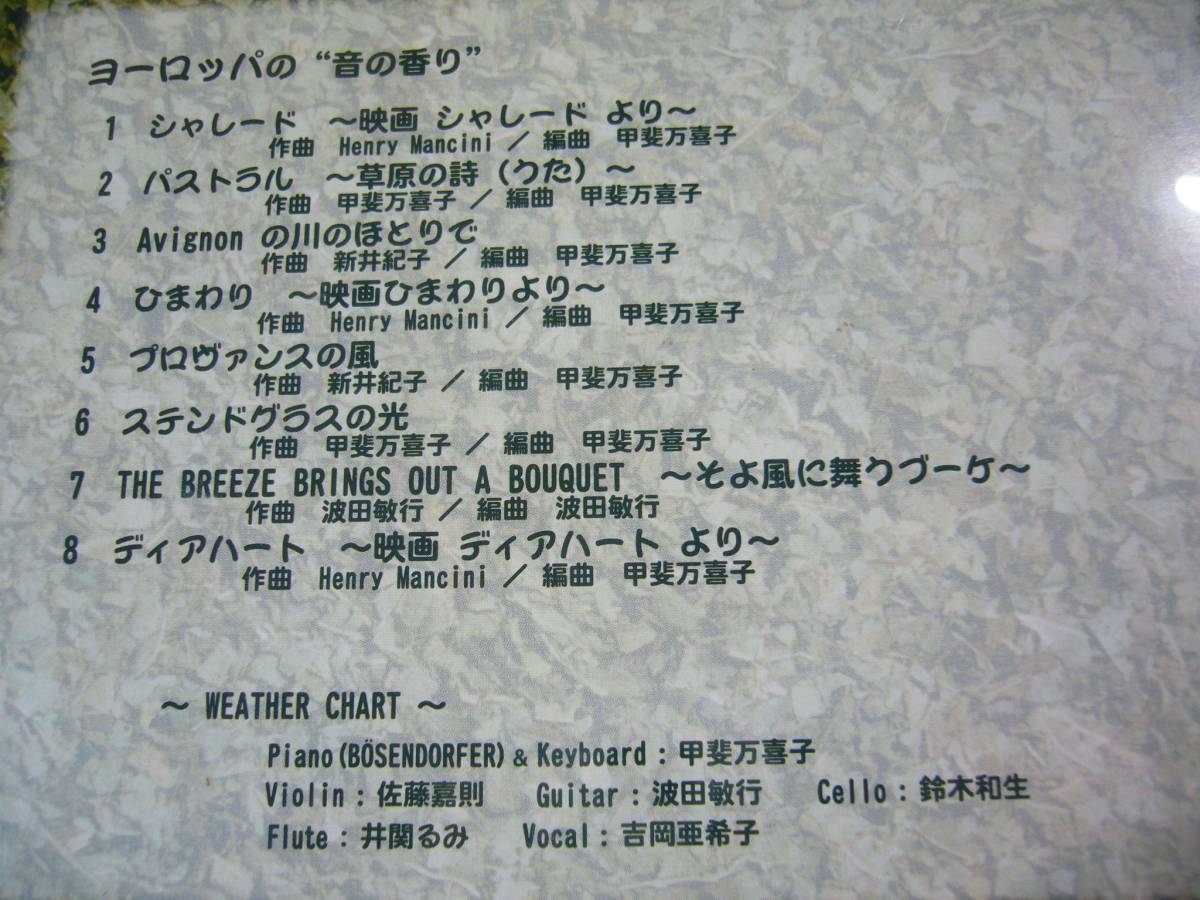 ヨーロッパの “音の香り”
1 シャレード ～映画 シャレード より～
作曲 Henry Mancini ／ 編曲 甲斐万喜子
2 パストラル ～草原の詩（うた）～
作曲 甲斐万喜子 ／ 編曲 甲斐万喜子
3 Avignon の川のほとりで
作曲 新井紀子 ／ 編曲 甲斐万喜子
4 ひまわり ～映画ひまわりより～
作曲 Henry Mancini ／ 編曲 甲斐万喜子
5 プロヴァンスの風
作曲 新井紀子 ／ 編曲 甲斐万喜子
6 ステンドグラスの光
作曲 甲斐万喜子 ／ 編曲 甲斐万喜子
7 THE BREEZE BRINGS OUT A BOUQUET ～そよ風に舞うブーケ～
作曲 波田敏行 ／ 編曲 波田敏行
8 ディアハート ～映画 ディアハート より～
作曲 Henry Mancini ／ 編曲 甲斐万喜子
～ WEATHER CHART ～
Piano(BÖSENDORFER) & Keyboard : 甲斐万喜子
Violin : 佐藤嘉則 Guitar : 波田敏行 Cello : 鈴木和生
Flute : 井関るみ Vocal : 吉岡亜希子